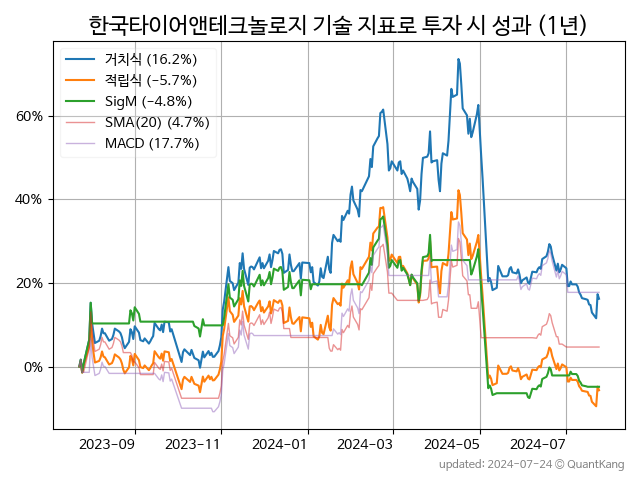 한국타이어앤테크놀로지 기술 지표로 투자 시 성과 (1년)
거치식 (16.2%)
적립식 (-5.7%)
SigM (-4.8%)
SMA(20) (4.7%)
MACD (17.7%)
60%
40%
20%
0%
2023-09 2023-11 2024-01 2024-03 2024-05 2024-07
updated: 2024-07-24 © QuantKang